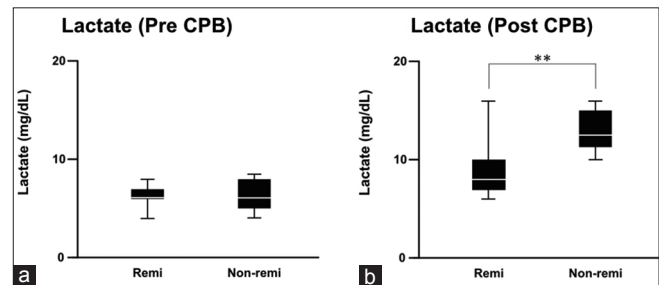 Lactate (Pre CPB)
Lactate (mg/dL)
20
10
0
Remi
Non-remi
a
Lactate (Post CPB)
**
Lactate (mg/dL)
20
10
0
Remi
Non-remi
b